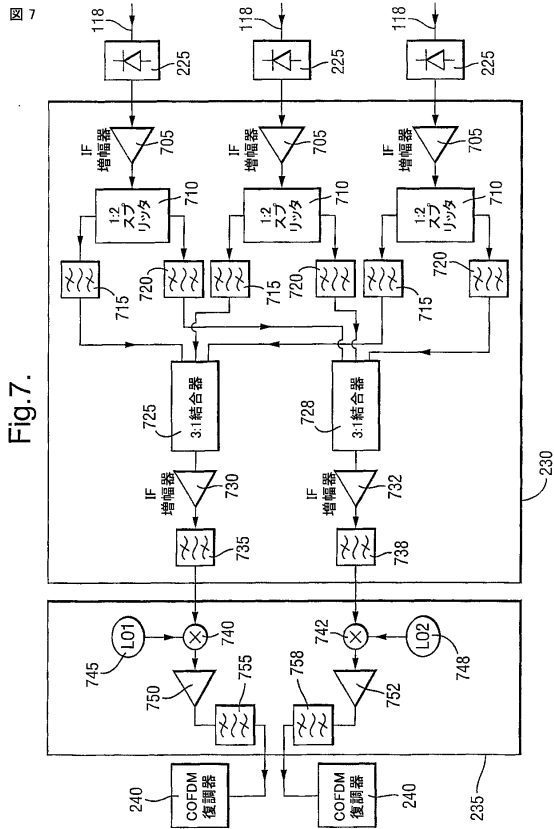 図 7
Fig.7.
118
118
118
225
225
225
IF
増幅器
705
IF
増幅器
705
IF
増幅器
705
1:2スプ
リッタ
710
1:2スプ
リッタ
710
1:2スプ
リッタ
710
715
720
715
720
715
720
725
3:1結合器
728
3:1結合器
IF
増幅器
730
IF
増幅器
732
735
738
230
LO1
745
740
742
LO2
748
750
755
758
752
COFDM
復調器
240
COFDM
復調器
240
235